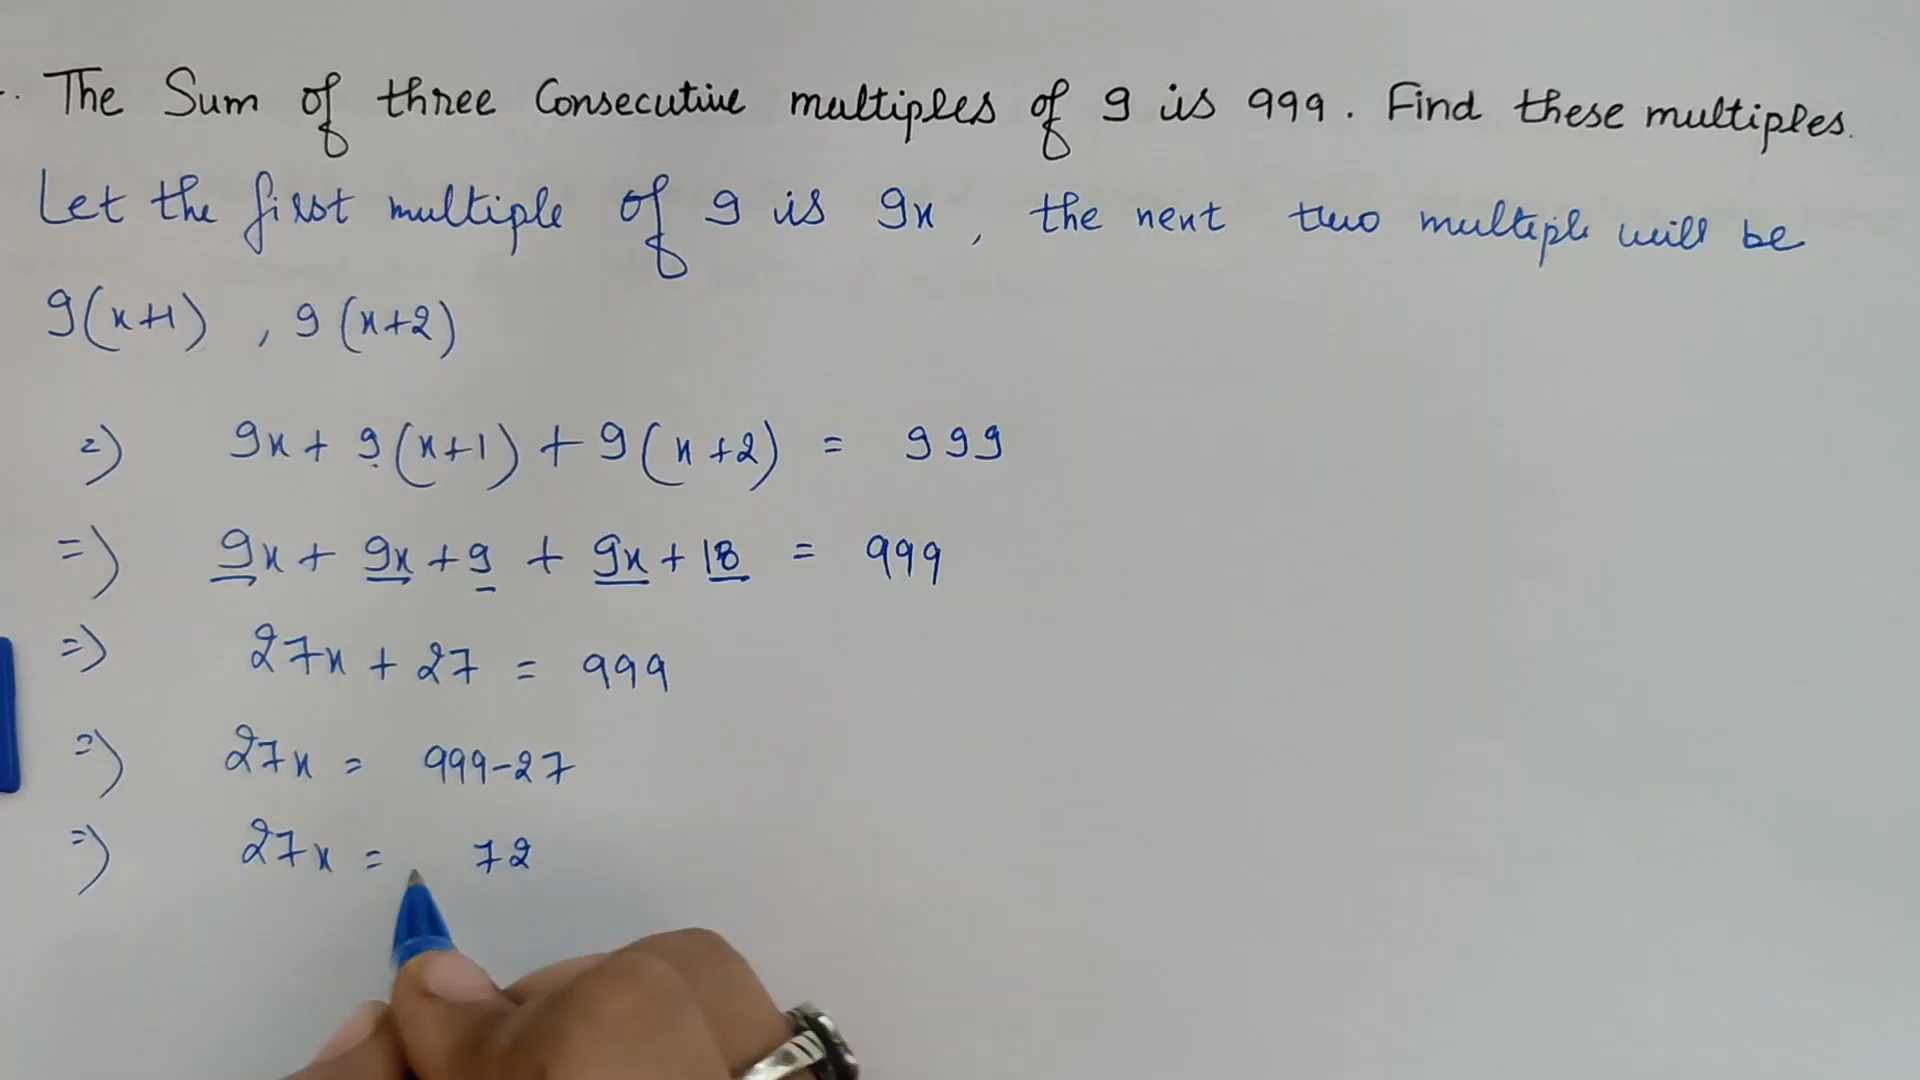 . The Sum of three Consecutive multiples of 9 is 999. Find these multiples.
Let the first multiple of 9 is 9x, the next two multiple will be
9(x+1), 9(x+2)
=) 9x + 9(x+1) + 9(x+2) = 999
=) 9x + 9x + 9 + 9x + 18 = 999
=) 27x + 27 = 999
=) 27x = 999-27
=) 27x = 72